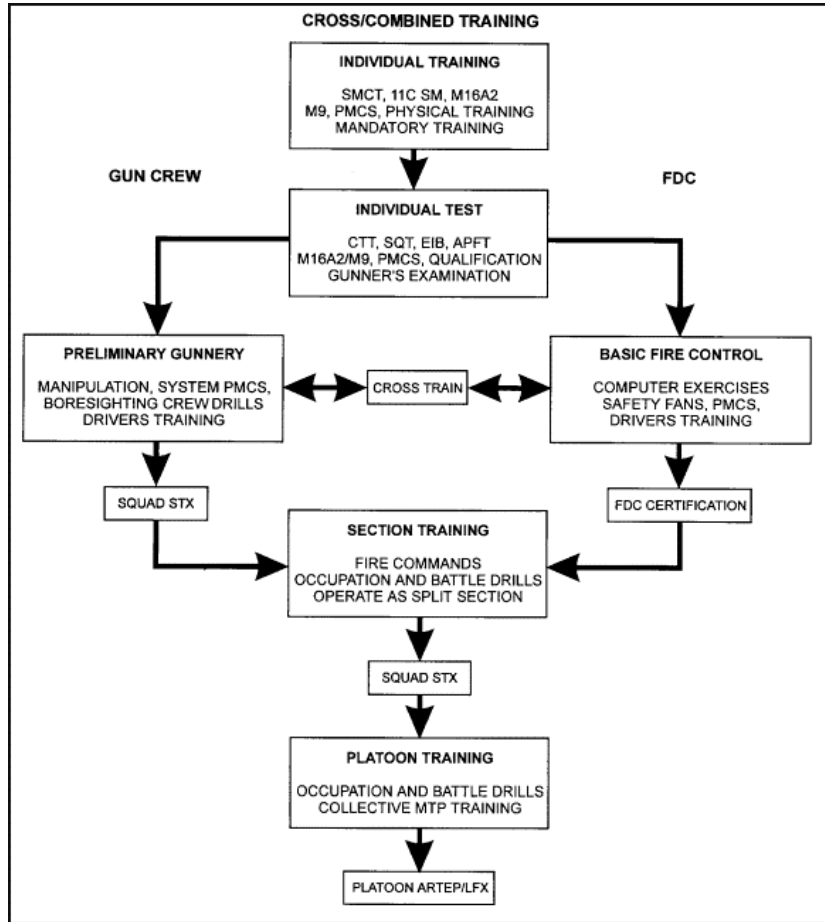 CROSS/COMBINED TRAINING
INDIVIDUAL TRAINING
SMCT, 11C SM, M16A2
M9, PMCS, PHYSICAL TRAINING
MANDATORY TRAINING
GUN CREW
FDC
INDIVIDUAL TEST
CTT, SQT, EIB, APFT
M16A2/M9, PMCS, QUALIFICATION
GUNNER'S EXAMINATION
PRELIMINARY GUNNERY
MANIPULATION, SYSTEM PMCS,
BORESIGHTING CREW DRILLS
DRIVERS TRAINING
CROSS TRAIN
BASIC FIRE CONTROL
COMPUTER EXERCISES
SAFETY FANS, PMCS,
DRIVERS TRAINING
SQUAD STX
FDC CERTIFICATION
SECTION TRAINING
FIRE COMMANDS
OCCUPATION AND BATTLE DRILLS
OPERATE AS SPLIT SECTION
SQUAD STX
PLATOON TRAINING
OCCUPATION AND BATTLE DRILLS
COLLECTIVE MTP TRAINING
PLATOON ARTEP/LFX